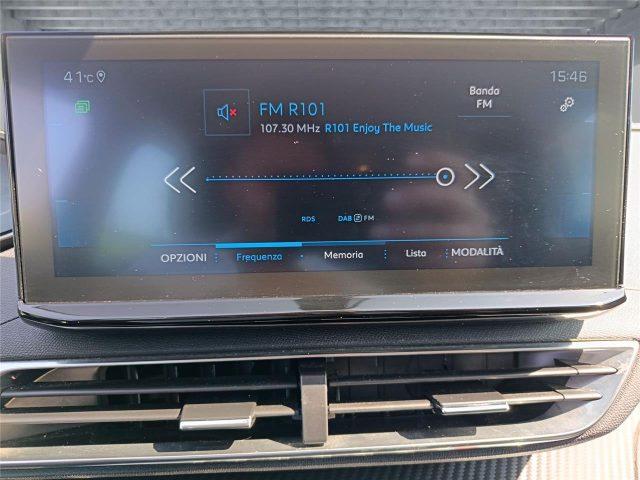 41°C
15:46
Banda
FM
FM R101
107.30 MHz R101 Enjoy The Music
RDS DAB FM
OPZIONI Frequenza Memoria Lista MODALITÀ